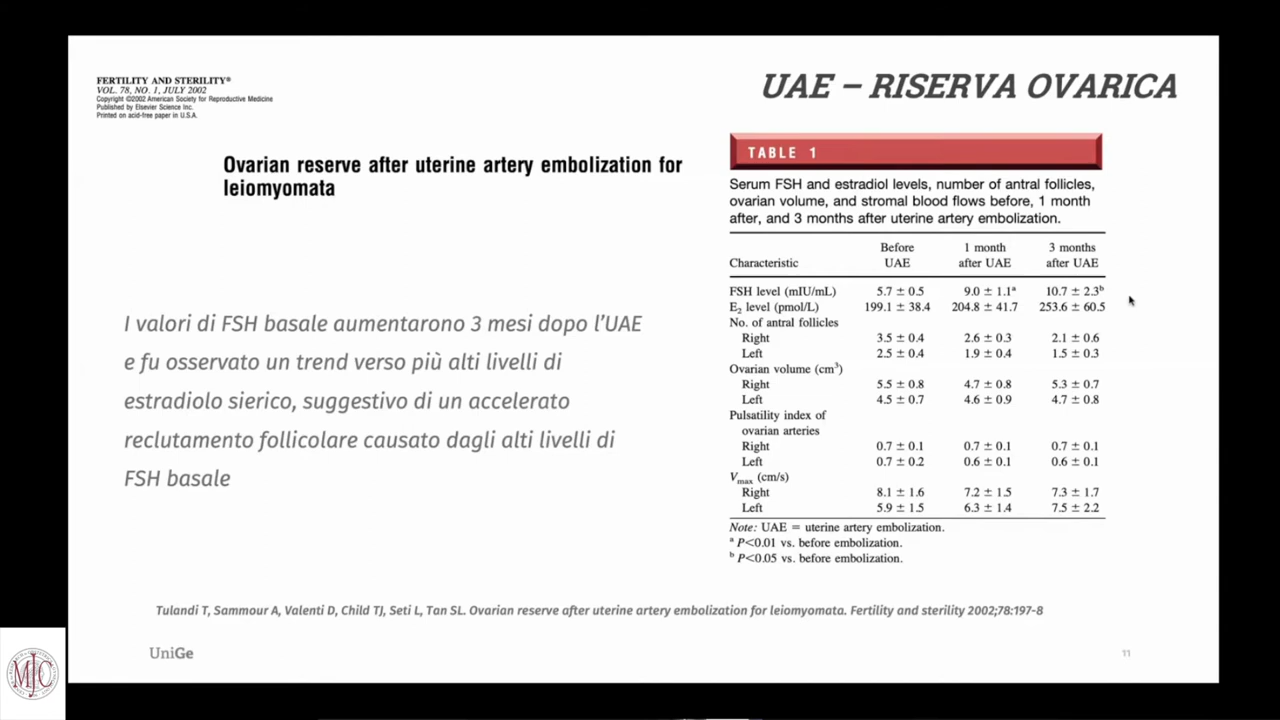 FERTILITY AND STERILITY®
VOL. 78, NO. 1, JULY 2002
Copyright ©2002 American Society for Reproductive Medicine
Published by Elsevier Science Inc.
Printed on acid-free paper in U.S.A.
UAE – RISERVA OVARICA
Ovarian reserve after uterine artery embolization for
leiomyomata
I valori di FSH basale aumentarono 3 mesi dopo l'UAE
e fu osservato un trend verso più alti livelli di
estradiolo sierico, suggestivo di un accelerato
reclutamento follicolare causato dagli alti livelli di
FSH basale
TABLE 1
Serum FSH and estradiol levels, number of antral follicles,
ovarian volume, and stromal blood flows before, 1 month
after, and 3 months after uterine artery embolization.
Before 1 month 3 months
Characteristic UAE after UAE after UAE
FSH level (mIU/mL) 5.7 ± 0.5 9.0 ± 1.1ᵃ 10.7 ± 2.3ᵇ
E₂ level (pmol/L) 199.1 ± 38.4 204.8 ± 41.7 253.6 ± 60.5
No. of antral follicles
Right 3.5 ± 0.4 2.6 ± 0.3 2.1 ± 0.6
Left 2.5 ± 0.4 1.9 ± 0.4 1.5 ± 0.3
Ovarian volume (cm³)
Right 5.5 ± 0.8 4.7 ± 0.8 5.3 ± 0.7
Left 4.5 ± 0.7 4.6 ± 0.9 4.7 ± 0.8
Pulsatility index of
ovarian arteries
Right 0.7 ± 0.1 0.7 ± 0.1 0.7 ± 0.1
Left 0.7 ± 0.2 0.6 ± 0.1 0.6 ± 0.1
Vmax (cm/s)
Right 8.1 ± 1.6 7.2 ± 1.5 7.3 ± 1.7
Left 5.9 ± 1.5 6.3 ± 1.4 7.5 ± 2.2
Note: UAE = uterine artery embolization.
ᵃ P<0.01 vs. before embolization.
ᵇ P<0.05 vs. before embolization.
Tulandi T, Sammour A, Valenti D, Child TJ, Seti L, Tan SL. Ovarian reserve after uterine artery embolization for leiomyomata. Fertility and sterility 2002;78:197-8
UniGe
11
MJC